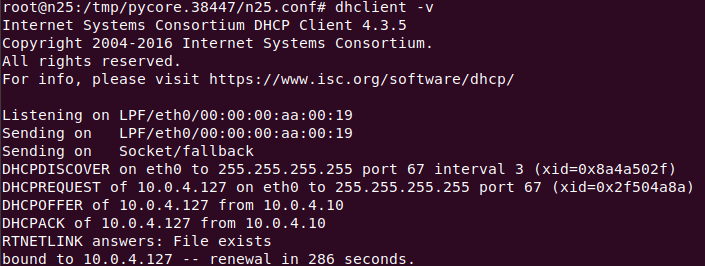 root@n25:/tmp/pycore.38447/n25.conf# dhclient -v
Internet Systems Consortium DHCP Client 4.3.5
Copyright 2004-2016 Internet Systems Consortium.
All rights reserved.
For info, please visit https://www.isc.org/software/dhcp/

Listening on LPF/eth0/00:00:00:aa:00:19
Sending on   LPF/eth0/00:00:00:aa:00:19
Sending on   Socket/fallback
DHCPDISCOVER on eth0 to 255.255.255.255 port 67 interval 3 (xid=0x8a4a502f)
DHCPREQUEST of 10.0.4.127 on eth0 to 255.255.255.255 port 67 (xid=0x2f504a8a)
DHCPOFFER of 10.0.4.127 from 10.0.4.10
DHCPACK of 10.0.4.127 from 10.0.4.10
RTNETLINK answers: File exists
bound to 10.0.4.127 -- renewal in 286 seconds.